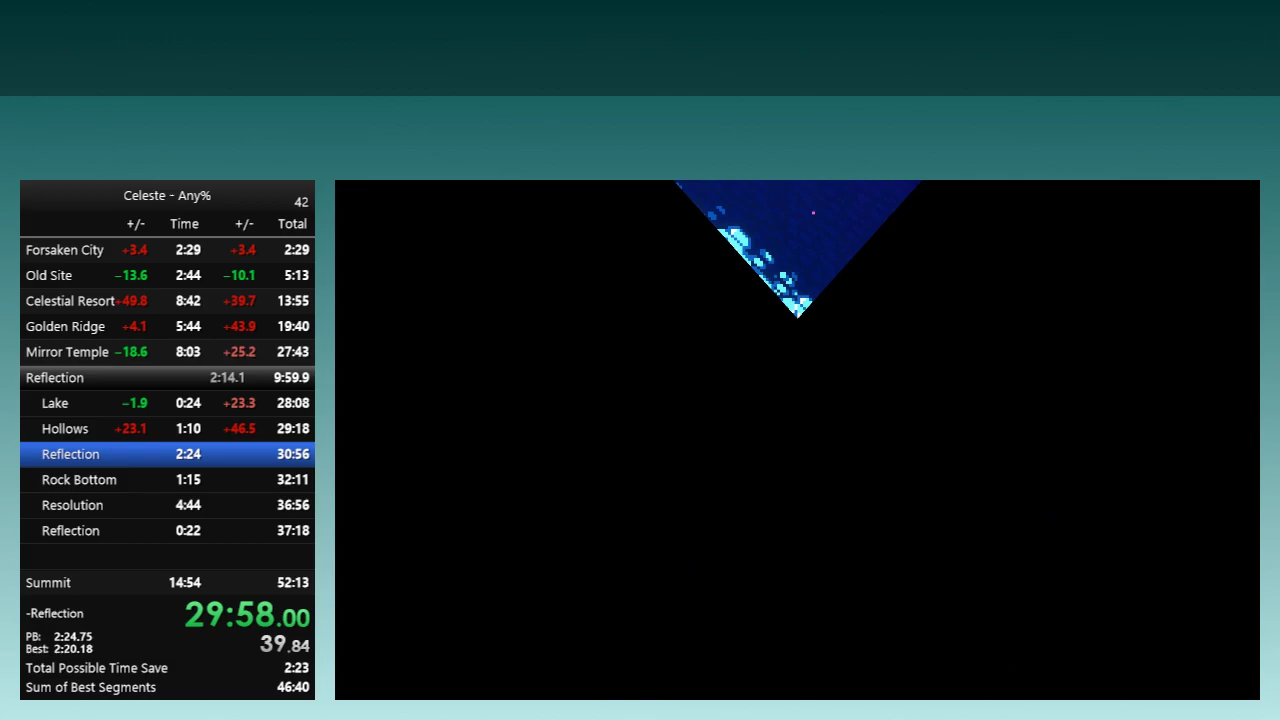 Celeste - Any%
42
+/- Time +/- Total
Forsaken City +3.4 2:29 +3.4 2:29
Old Site −13.6 2:44 −10.1 5:13
Celestial Resort +49.8 8:42 +39.7 13:55
Golden Ridge +4.1 5:44 +43.9 19:40
Mirror Temple −18.6 8:03 +25.2 27:43
Reflection 2:14.1 9:59.9
Lake −1.9 0:24 +23.3 28:08
Hollows +23.1 1:10 +46.5 29:18
Reflection 2:24 30:56
Rock Bottom 1:15 32:11
Resolution 4:44 36:56
Reflection 0:22 37:18
Summit 14:54 52:13
-Reflection 29:58.00
PB: 2:24.75
Best: 2:20.18
39.84
Total Possible Time Save 2:23
Sum of Best Segments 46:40